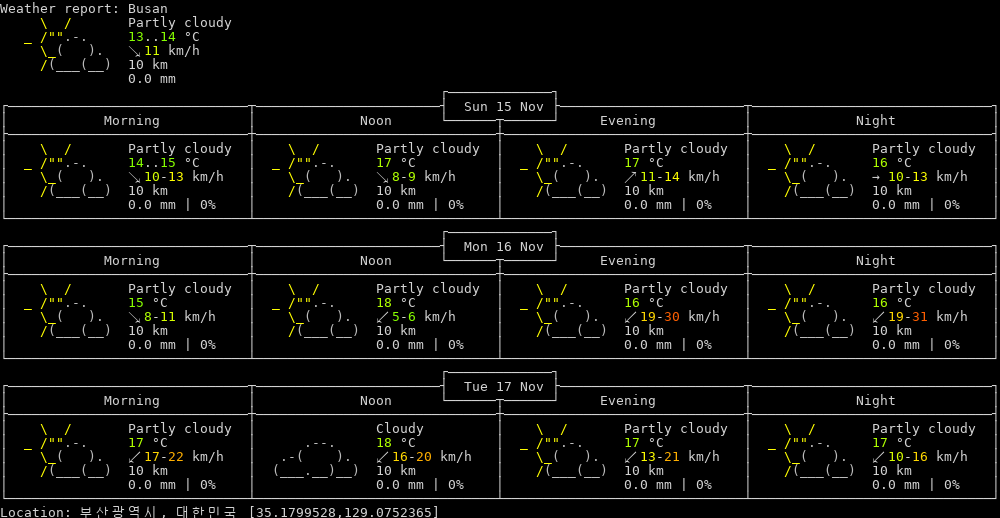 Weather report: Busan
Partly cloudy
13..14 °C
↘ 11 km/h
10 km
0.0 mm
Sun 15 Nov
Morning Noon Evening Night
Partly cloudy Partly cloudy Partly cloudy Partly cloudy
14..15 °C 17 °C 17 °C 16 °C
↘ 10-13 km/h ↘ 8-9 km/h ↗ 11-14 km/h → 10-13 km/h
10 km 10 km 10 km 10 km
0.0 mm | 0% 0.0 mm | 0% 0.0 mm | 0% 0.0 mm | 0%
Mon 16 Nov
Morning Noon Evening Night
Partly cloudy Partly cloudy Partly cloudy Partly cloudy
15 °C 18 °C 16 °C 16 °C
↘ 8-11 km/h ↙ 5-6 km/h ↙ 19-30 km/h ↙ 19-31 km/h
10 km 10 km 10 km 10 km
0.0 mm | 0% 0.0 mm | 0% 0.0 mm | 0% 0.0 mm | 0%
Tue 17 Nov
Morning Noon Evening Night
Partly cloudy Cloudy Partly cloudy Partly cloudy
17 °C 18 °C 17 °C 17 °C
↙ 17-22 km/h ↙ 16-20 km/h ↙ 13-21 km/h ↙ 10-16 km/h
10 km 10 km 10 km 10 km
0.0 mm | 0% 0.0 mm | 0% 0.0 mm | 0% 0.0 mm | 0%
Location: 부산광역시, 대한민국 [35.1799528,129.0752365]